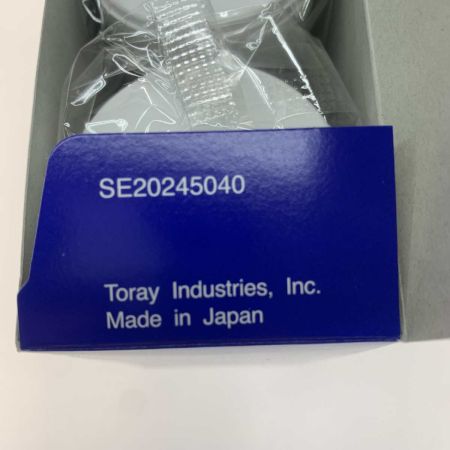 SE20245040
Toray Industries, Inc.
Made in Japan